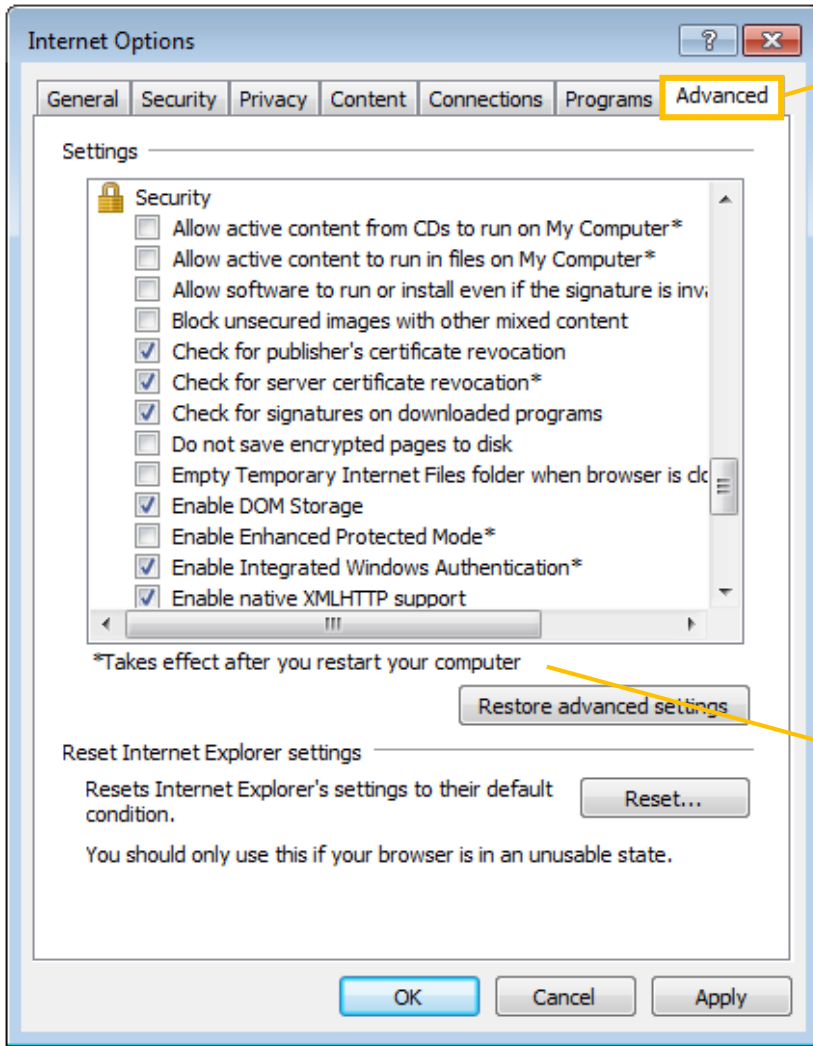 Internet Options
General Security Privacy Content Connections Programs Advanced
Settings
Security
Allow active content from CDs to run on My Computer*
Allow active content to run in files on My Computer*
Allow software to run or install even if the signature is inva
Block unsecured images with other mixed content
Check for publisher's certificate revocation
Check for server certificate revocation*
Check for signatures on downloaded programs
Do not save encrypted pages to disk
Empty Temporary Internet Files folder when browser is clo
Enable DOM Storage
Enable Enhanced Protected Mode*
Enable Integrated Windows Authentication*
Enable native XMLHTTP support
*Takes effect after you restart your computer
Restore advanced settings
Reset Internet Explorer settings
Resets Internet Explorer's settings to their default
condition.
Reset...
You should only use this if your browser is in an unusable state.
OK Cancel Apply